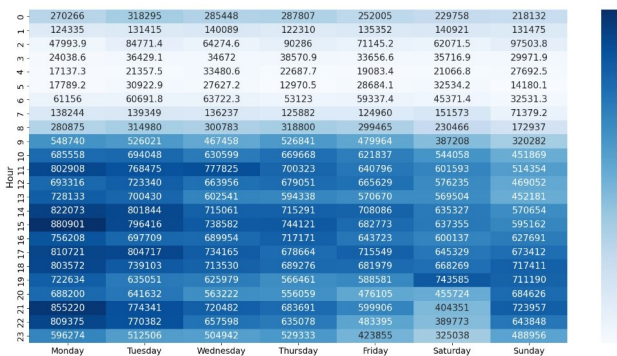 0 270266 318295 285448 287807 252005 229758 218132
1 124335 131415 140089 122310 135352 140921 131475
2 47993.9 84771.4 64274.6 90286 71145.2 62071.5 97503.8
3 24038.6 36429.1 34672 38570.9 33656.6 35716.9 29971.9
4 17137.3 21357.5 33480.6 22687.7 19083.4 21066.8 27692.5
5 17789.2 30922.9 27627.2 12970.5 28684.1 32534.2 14180.1
6 61156 60691.8 63722.3 53123 59337.4 45371.4 32531.3
7 138244 139349 136237 125882 124960 151573 71379.2
8 280875 314980 300783 318800 299465 230466 172937
9 548740 526021 467458 526841 479964 387208 320282
10 685558 694048 630599 669668 621837 544058 451869
11 802908 768475 777825 700323 640796 601593 514354
12 693316 723340 663956 679051 665629 576235 469052
13 728133 700430 602541 594338 570670 569504 452181
14 822073 801844 715061 715291 708086 635327 570654
15 880901 796416 738582 744121 682773 637355 595162
16 756208 697709 689954 717171 643723 600137 627691
17 810721 804717 734165 678664 715549 645329 673412
18 803572 739103 713530 689276 681979 668269 717411
19 722634 635051 625979 566461 588581 743585 711190
20 688200 641632 563222 556059 476105 455724 684626
21 855220 774341 720482 683691 599906 404351 723957
22 809375 770382 657598 635078 483395 389773 643848
23 596274 512506 504942 529333 423855 325038 488956
Hour
Monday Tuesday Wednesday Thursday Friday Saturday Sunday